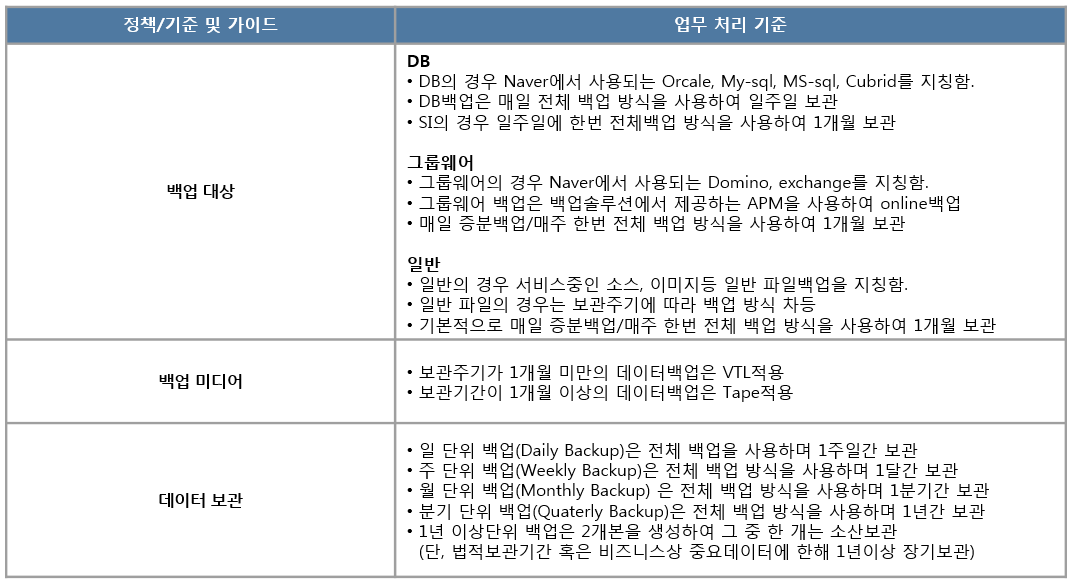 정책/기준 및 가이드
업무 처리 기준
백업 대상
DB
• DB의 경우 Naver에서 사용되는 Orcale, My-sql, MS-sql, Cubrid를 지칭함.
• DB백업은 매일 전체 백업 방식을 사용하여 일주일 보관
• SI의 경우 일주일에 한번 전체백업 방식을 사용하여 1개월 보관
그룹웨어
• 그룹웨어의 경우 Naver에서 사용되는 Domino, exchange를 지칭함.
• 그룹웨어 백업은 백업솔루션에서 제공하는 APM을 사용하여 online백업
• 매일 증분백업/매주 한번 전체 백업 방식을 사용하여 1개월 보관
일반
• 일반의 경우 서비스중인 소스, 이미지등 일반 파일백업을 지칭함.
• 일반 파일의 경우는 보관주기에 따라 백업 방식 차등
• 기본적으로 매일 증분백업/매주 한번 전체 백업 방식을 사용하여 1개월 보관
백업 미디어
• 보관주기가 1개월 미만의 데이터백업은 VTL적용
• 보관기간이 1개월 이상의 데이터백업은 Tape적용
데이터 보관
• 일 단위 백업(Daily Backup)은 전체 백업을 사용하며 1주일간 보관
• 주 단위 백업(Weekly Backup)은 전체 백업 방식을 사용하며 1달간 보관
• 월 단위 백업(Monthly Backup) 은 전체 백업 방식을 사용하며 1분기간 보관
• 분기 단위 백업(Quaterly Backup)은 전체 백업 방식을 사용하며 1년간 보관
• 1년 이상단위 백업은 2개본을 생성하여 그 중 한 개는 소산보관
(단, 법적보관기간 혹은 비즈니스상 중요데이터에 한해 1년이상 장기보관)